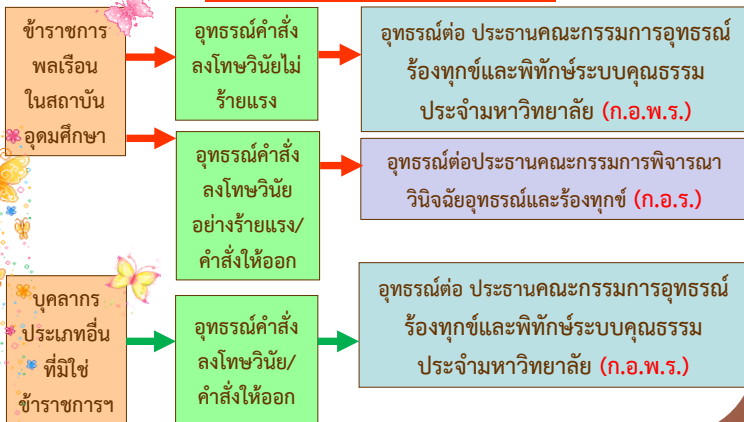 ข้าราชการ
พลเรือน
ในสถาบัน
อุดมศึกษา
อุทธรณ์คำสั่ง
ลงโทษวินัยไม่
ร้ายแรง
อุทธรณ์ต่อ ประธานคณะกรรมการอุทธรณ์
ร้องทุกข์และพิทักษ์ระบบคุณธรรม
ประจำมหาวิทยาลัย (ก.อ.พ.ร.)
อุทธรณ์คำสั่ง
ลงโทษวินัย
อย่างร้ายแรง/
คำสั่งให้ออก
อุทธรณ์ต่อประธานคณะกรรมการพิจารณา
วินิจฉัยอุทธรณ์และร้องทุกข์ (ก.อ.ร.)
บุคลากร
ประเภทอื่น
ที่มิใช่
ข้าราชการฯ
อุทธรณ์คำสั่ง
ลงโทษวินัย/
คำสั่งให้ออก
อุทธรณ์ต่อ ประธานคณะกรรมการอุทธรณ์
ร้องทุกข์และพิทักษ์ระบบคุณธรรม
ประจำมหาวิทยาลัย (ก.อ.พ.ร.)